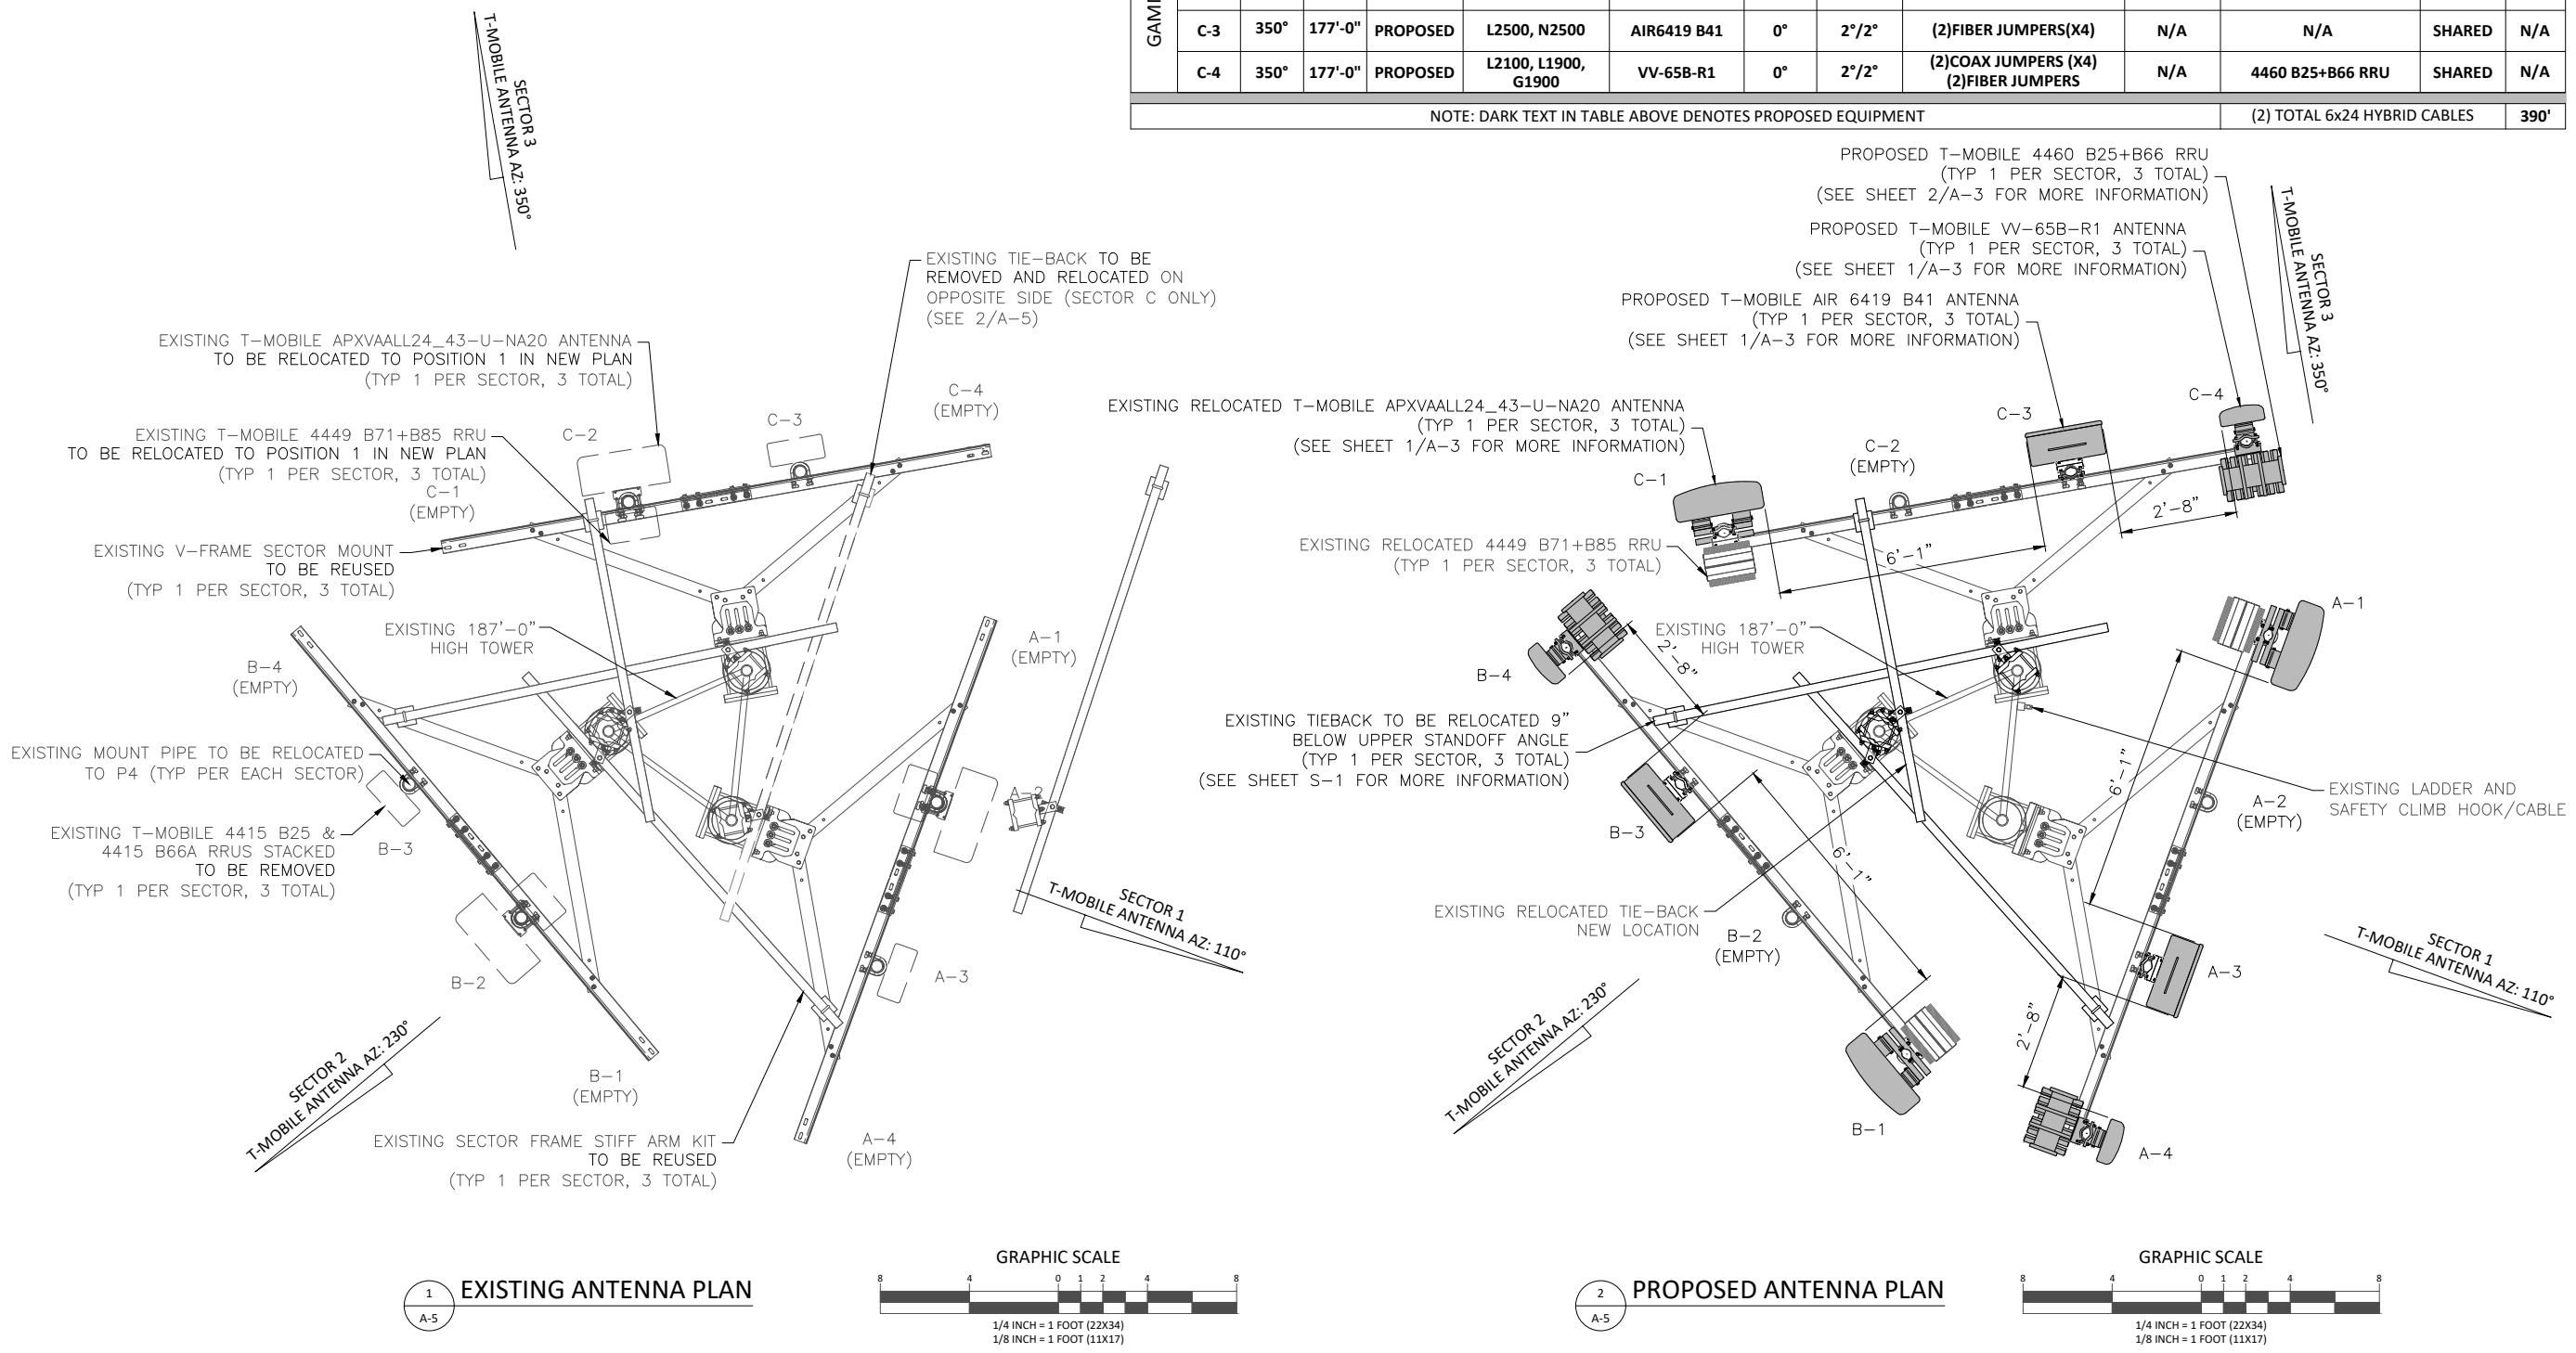 GAMM
C-3 350° 177'-0" PROPOSED L2500, N2500 AIR6419 B41 0° 2°/2° (2)FIBER JUMPERS(X4) N/A N/A SHARED N/A
C-4 350° 177'-0" PROPOSED L2100, L1900, G1900 VV-65B-R1 0° 2°/2° (2)COAX JUMPERS (X4) (2)FIBER JUMPERS N/A 4460 B25+B66 RRU SHARED N/A
NOTE: DARK TEXT IN TABLE ABOVE DENOTES PROPOSED EQUIPMENT
(2) TOTAL 6x24 HYBRID CABLES 390'
SECTOR 3
T-MOBILE ANTENNA AZ: 350°
EXISTING TIE-BACK TO BE
REMOVED AND RELOCATED ON
OPPOSITE SIDE (SECTOR C ONLY)
(SEE 2/A-5)
EXISTING T-MOBILE APXVAALL24_43-U-NA20 ANTENNA
TO BE RELOCATED TO POSITION 1 IN NEW PLAN
(TYP 1 PER SECTOR, 3 TOTAL)
C-4
(EMPTY)
C-3
C-2
EXISTING T-MOBILE 4449 B71+B85 RRU
TO BE RELOCATED TO POSITION 1 IN NEW PLAN
(TYP 1 PER SECTOR, 3 TOTAL)
C-1
(EMPTY)
EXISTING V-FRAME SECTOR MOUNT
TO BE REUSED
(TYP 1 PER SECTOR, 3 TOTAL)
EXISTING 187'-0"
HIGH TOWER
A-1
(EMPTY)
B-4
(EMPTY)
EXISTING MOUNT PIPE TO BE RELOCATED
TO P4 (TYP PER EACH SECTOR)
EXISTING T-MOBILE 4415 B25 &
4415 B66A RRUS STACKED
TO BE REMOVED
(TYP 1 PER SECTOR, 3 TOTAL)
B-3
SECTOR 1
T-MOBILE ANTENNA AZ: 110°
B-2
A-3
SECTOR 2
T-MOBILE ANTENNA AZ: 230°
B-1
(EMPTY)
A-4
(EMPTY)
EXISTING SECTOR FRAME STIFF ARM KIT
TO BE REUSED
(TYP 1 PER SECTOR, 3 TOTAL)
1
A-5
EXISTING ANTENNA PLAN
GRAPHIC SCALE
8 4 0 1 2 4 8
1/4 INCH = 1 FOOT (22X34)
1/8 INCH = 1 FOOT (11X17)
PROPOSED T-MOBILE 4460 B25+B66 RRU
(TYP 1 PER SECTOR, 3 TOTAL)
(SEE SHEET 2/A-3 FOR MORE INFORMATION)
PROPOSED T-MOBILE VV-65B-R1 ANTENNA
(TYP 1 PER SECTOR, 3 TOTAL)
(SEE SHEET 1/A-3 FOR MORE INFORMATION)
SECTOR 3
T-MOBILE ANTENNA AZ: 350°
PROPOSED T-MOBILE AIR 6419 B41 ANTENNA
(TYP 1 PER SECTOR, 3 TOTAL)
(SEE SHEET 1/A-3 FOR MORE INFORMATION)
EXISTING RELOCATED T-MOBILE APXVAALL24_43-U-NA20 ANTENNA
(TYP 1 PER SECTOR, 3 TOTAL)
(SEE SHEET 1/A-3 FOR MORE INFORMATION)
C-4
C-3
C-2
(EMPTY)
C-1
2'-8"
EXISTING RELOCATED 4449 B71+B85 RRU
(TYP 1 PER SECTOR, 3 TOTAL)
6'-1"
A-1
EXISTING 187'-0"
HIGH TOWER
2'-8"
B-4
EXISTING TIEBACK TO BE RELOCATED 9"
BELOW UPPER STANDOFF ANGLE
(TYP 1 PER SECTOR, 3 TOTAL)
(SEE SHEET S-1 FOR MORE INFORMATION)
6'-1"
EXISTING LADDER AND
SAFETY CLIMB HOOK/CABLE
A-2
(EMPTY)
B-3
6'-1"
EXISTING RELOCATED TIE-BACK
NEW LOCATION
B-2
(EMPTY)
SECTOR 1
T-MOBILE ANTENNA AZ: 110°
A-3
2'-8"
SECTOR 2
T-MOBILE ANTENNA AZ: 230°
B-1
A-4
2
A-5
PROPOSED ANTENNA PLAN
GRAPHIC SCALE
8 4 0 1 2 4 8
1/4 INCH = 1 FOOT (22X34)
1/8 INCH = 1 FOOT (11X17)